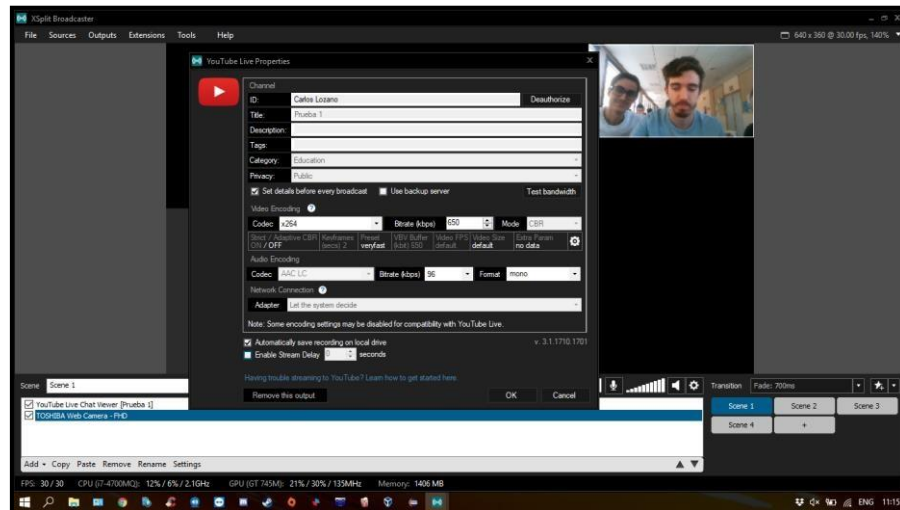 XSplit Broadcaster
File Sources Outputs Extensions Tools Help
640 x 360 @ 30.00 fps, 140%
YouTube Live Properties
Channel
ID: Carlos Lozano Deauthorize
Title: Prueba 1
Description:
Tags:
Category: Education
Privacy: Public
Set details before every broadcast Use backup server Test bandwidth
Video Encoding
Codec x264 Bitrate (kbps) 650 Mode CBR
Strict / Adaptive CBR Keyframes Preset VBV Buffer Video FPS Video Size Extra Param
ON / OFF (secs) 2 veryfast (kbit) 650 default default no data
Audio Encoding
Codec AAC LC Bitrate (kbps) 96 Format mono
Network Connection
Adapter Let the system decide
Note: Some encoding settings may be disabled for compatibility with YouTube Live.
Automatically save recording on local drive v. 3.1.1710.1701
Enable Stream Delay 0 seconds
Having trouble streaming to YouTube? Learn how to get started here.
Remove this output OK Cancel
Scene Scene 1 Transition Fade: 700ms
YouTube Live Chat Viewer [Prueba 1]
TOSHIBA Web Camera - FHD
Scene 1 Scene 2 Scene 3
Scene 4 +
Add Copy Paste Remove Rename Settings
FPS: 30 / 30 CPU (i7-4700MQ): 12% / 6% / 2.1GHz GPU (GT 745M): 21% / 30% / 135MHz Memory: 1406 MB
ENG 11:15